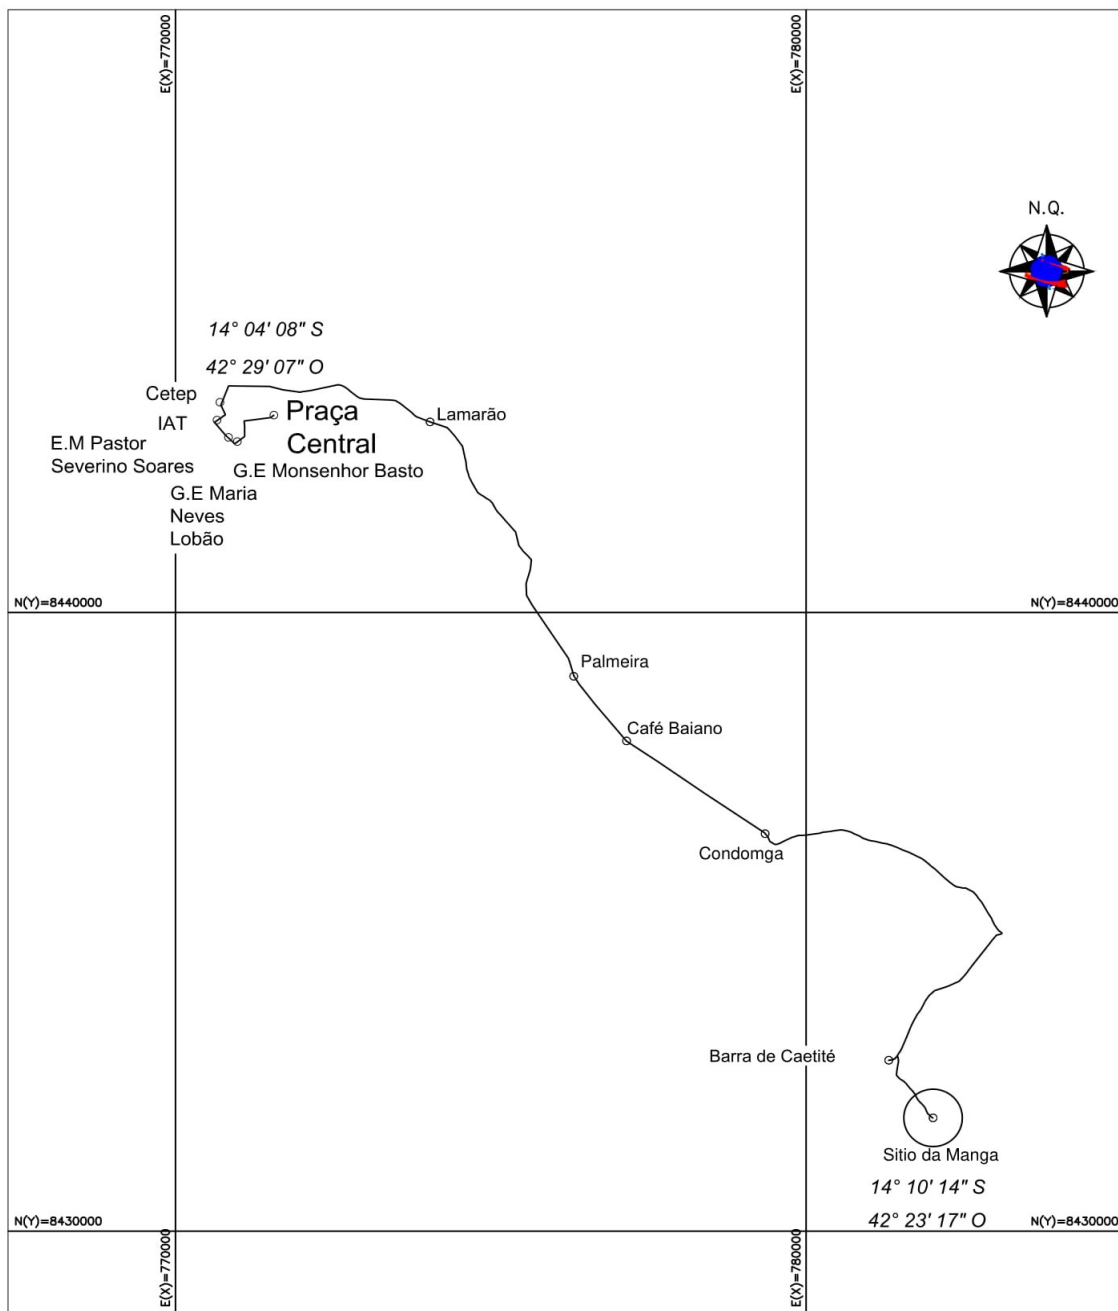 E(X)=770000
E(X)=780000
N.Q.
14° 04' 08" S
42° 29' 07" O
Cetep
IAT
Praça
Central
Lamarão
E.M Pastor
Severino Soares
G.E Monsenhor Basto
G.E Maria
Neves
Lobão
N(Y)=8440000
N(Y)=8440000
Palmeira
Café Baiano
Condomga
Barra de Caetité
Sitio da Manga
14° 10' 14" S
42° 23' 17" O
N(Y)=8430000
N(Y)=8430000
E(X)=770000
E(X)=780000